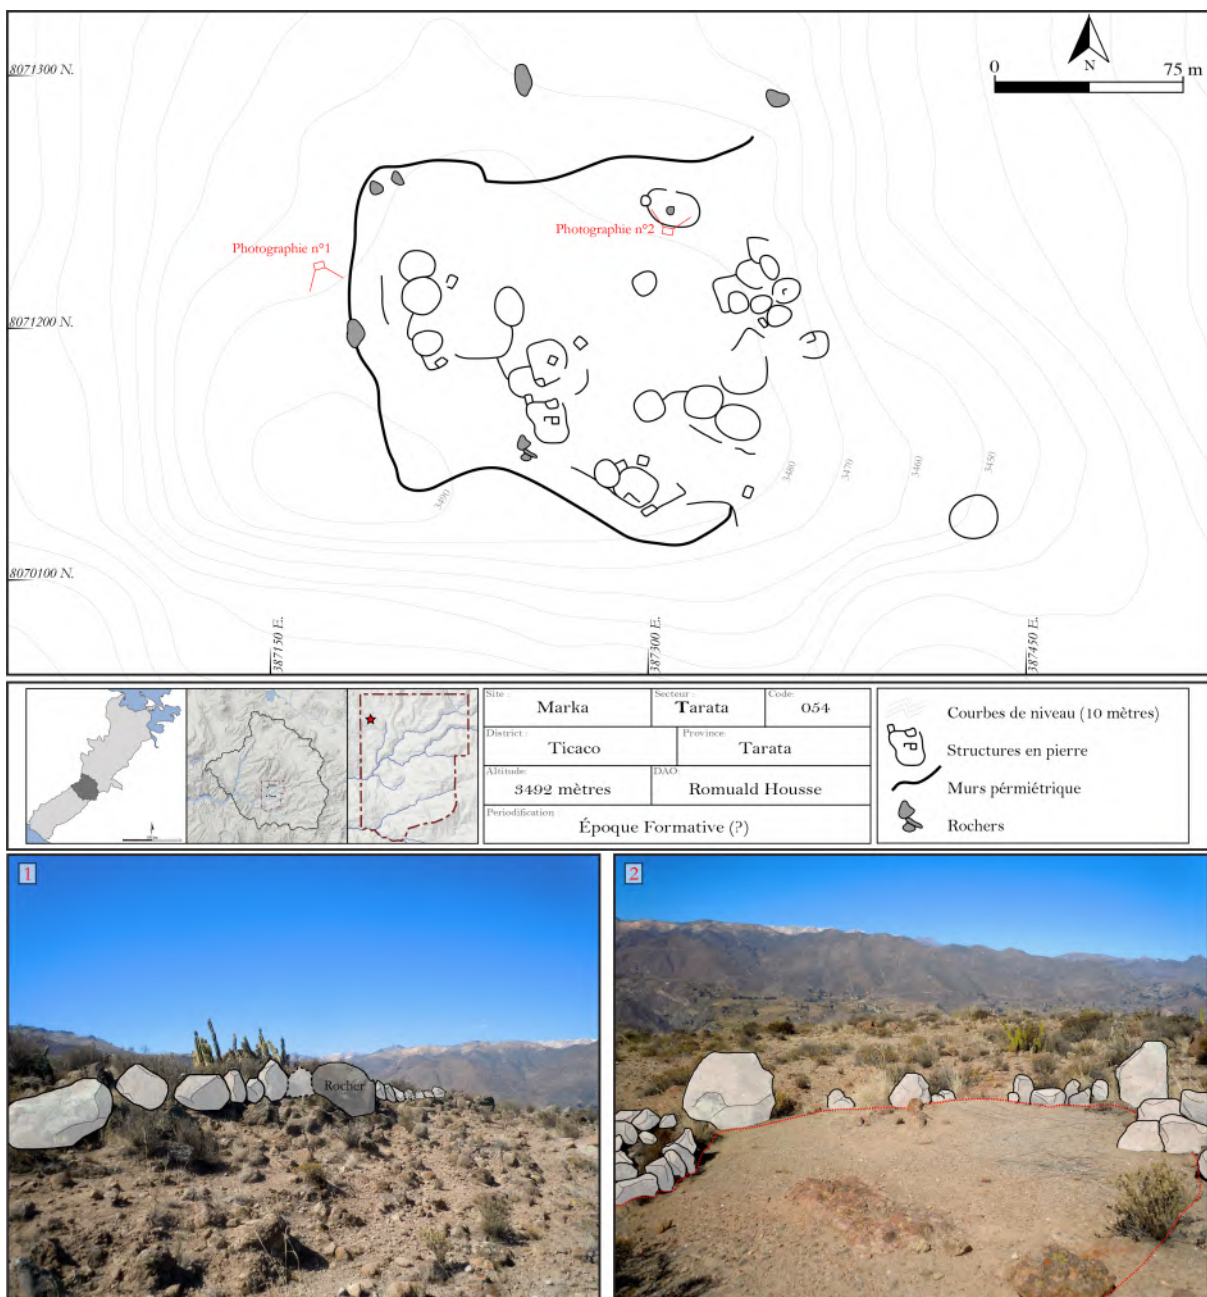 8071300 N.
N
0 75 m
Photographie n°1
Photographie n°2
8071200 N.
3490
3480
3470
3460
3450
8070100 N.
387150 E.
387300 E.
387450 E.
Site : Marka
Secteur : Tarata
Code: 054
District : Ticaco
Province: Tarata
Altitude: 3492 mètres
DAO: Romuald Housse
Periodification
Époque Formative (?)
Courbes de niveau (10 mètres)
Structures en pierre
Murs pérmiétrique
Rochers
1
Rocher
2